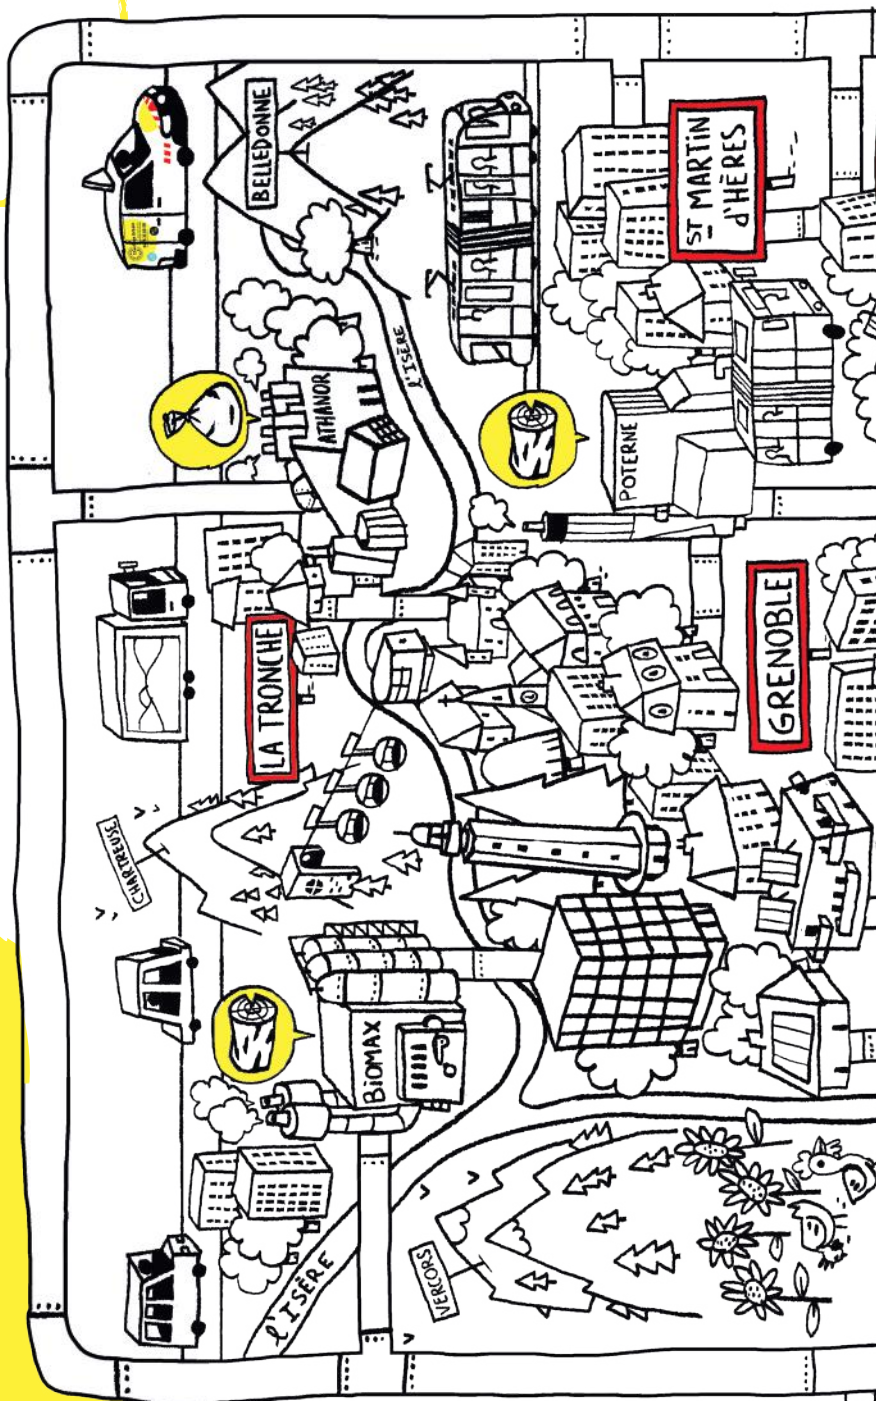 CHARTREUSE
LA TRONCHE
BELLEDONNE
l'ISÈRE
ATHANOR
BiOMAX
l'ISÈRE
VERCORS
POTERNE
ST MARTiN
d'HÈRES
GRENOBLE